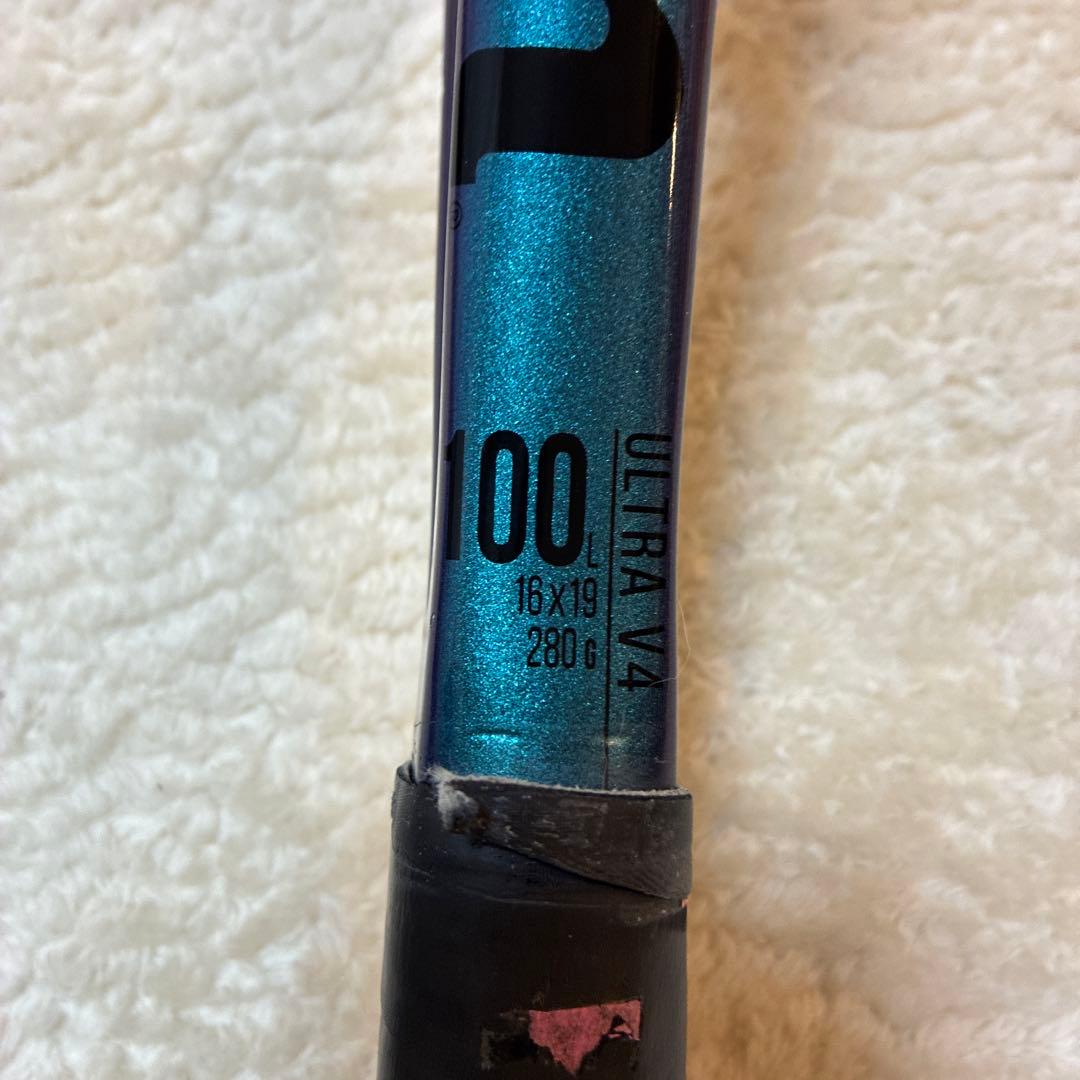 ®
100L
16x19
280G
ULTRA V4